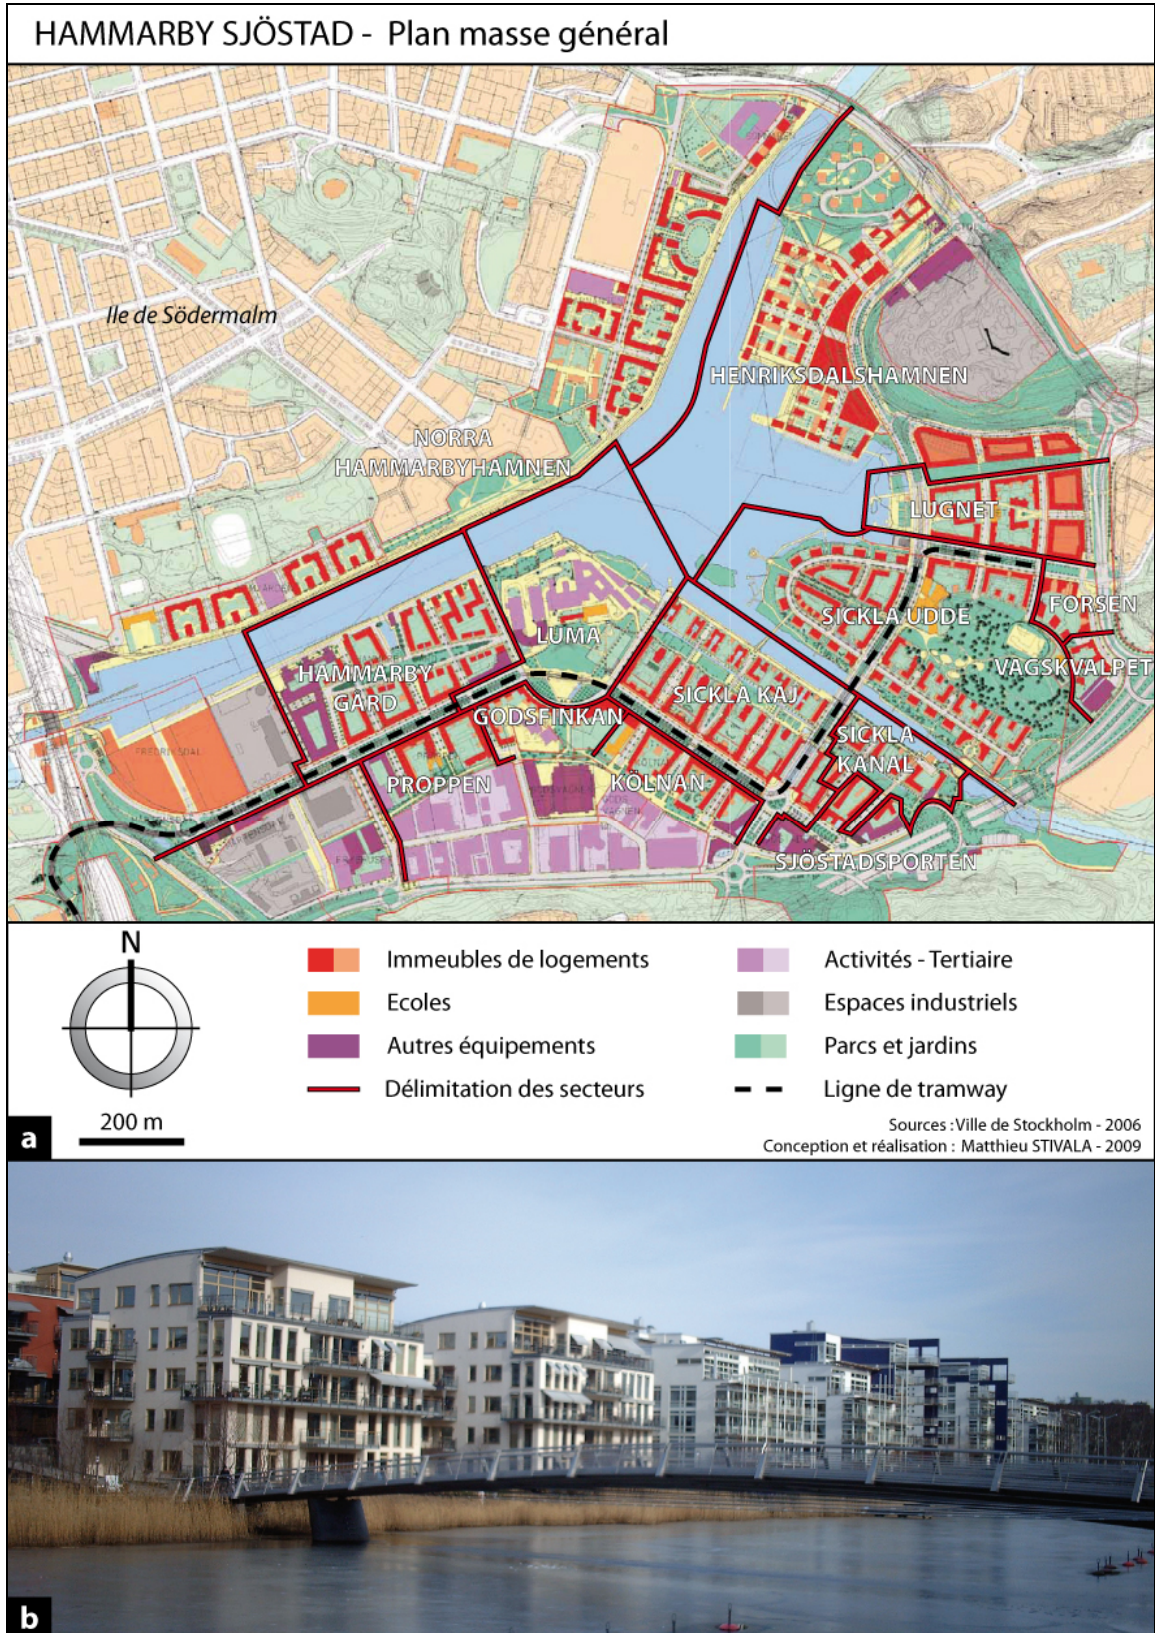 HAMMARBY SJÖSTAD - Plan masse général
Ile de Södermalm
HENRIKSDALSHAMNEN
NORRA
HAMMARBYHAMNEN
LUGNET
FORSEN
SICKLA UDDE
LUMA
VAGSKVALPET
HAMMARBY
GÅRD
SICKLA KAJ
GODSFINKAN
SICKLA
KANAL
FREDRIKSDAL
PROPPEN
KÖLNAN
SJÖSTADSPORTEN
N
200 m
a
Immeubles de logements
Ecoles
Autres équipements
Délimitation des secteurs
Activités - Tertiaire
Espaces industriels
Parcs et jardins
Ligne de tramway
Sources : Ville de Stockholm - 2006
Conception et réalisation : Matthieu STIVALA - 2009
b